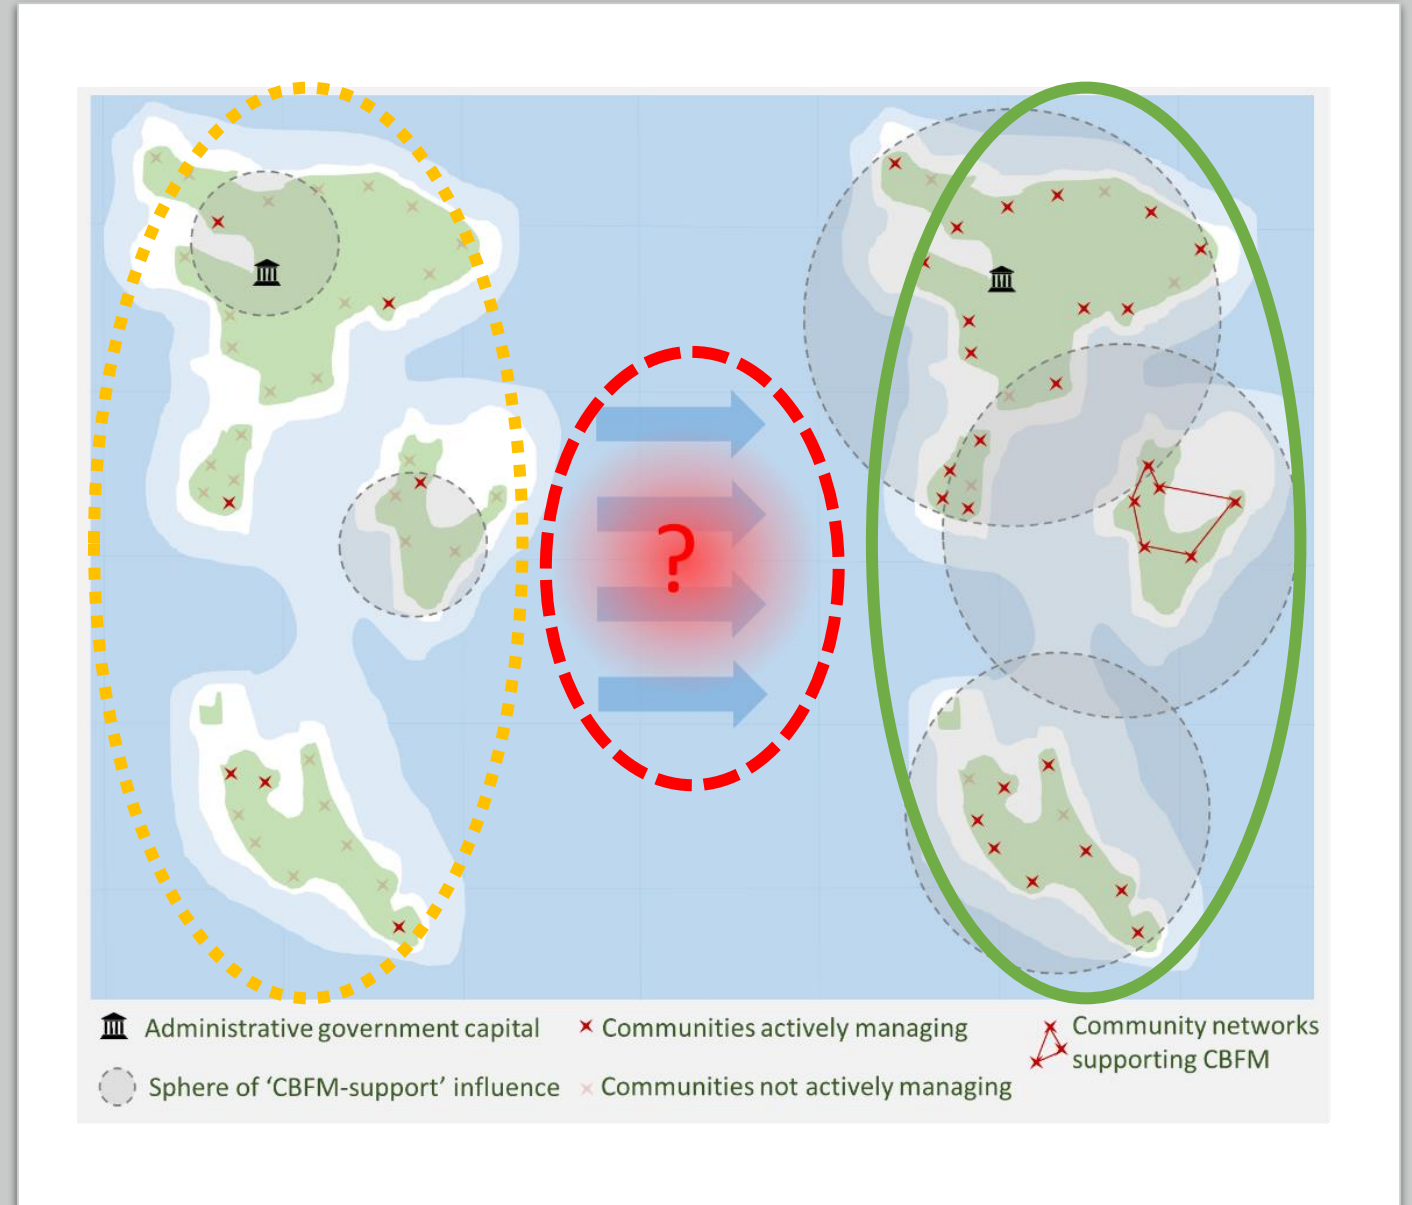 ?
Administrative government capital
Communities actively managing
Community networks
supporting CBFM
Sphere of ‘CBFM-support’ influence
Communities not actively managing